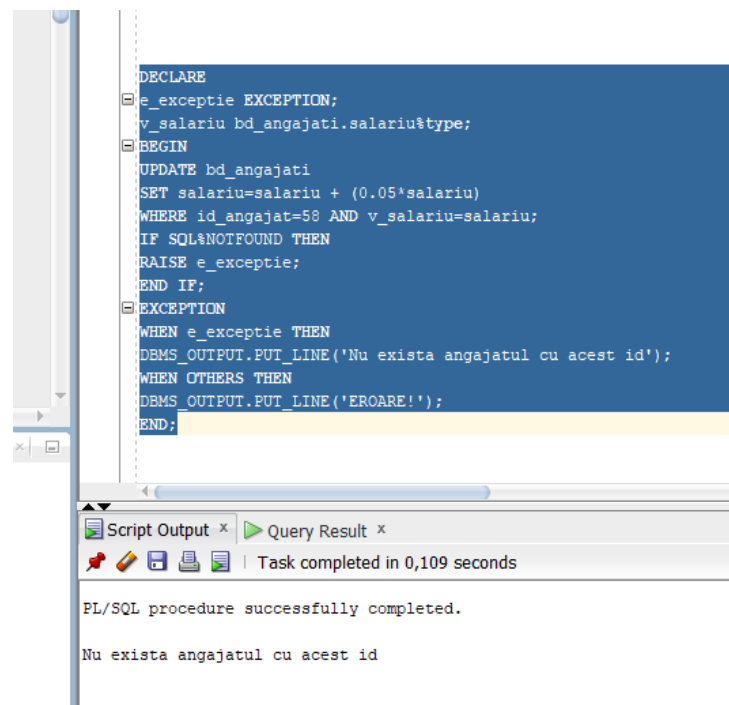 DECLARE
e_exceptie EXCEPTION;
v_salariu bd_angajati.salariu%type;
BEGIN
UPDATE bd_angajati
SET salariu=salariu + (0.05*salariu)
WHERE id_angajat=58 AND v_salariu=salariu;
IF SQL%NOTFOUND THEN
RAISE e_exceptie;
END IF;
EXCEPTION
WHEN e_exceptie THEN
DBMS_OUTPUT.PUT_LINE('Nu exista angajatul cu acest id');
WHEN OTHERS THEN
DBMS_OUTPUT.PUT_LINE('EROARE!');
END;
Script Output x Query Result x
Task completed in 0,109 seconds
PL/SQL procedure successfully completed.
Nu exista angajatul cu acest id